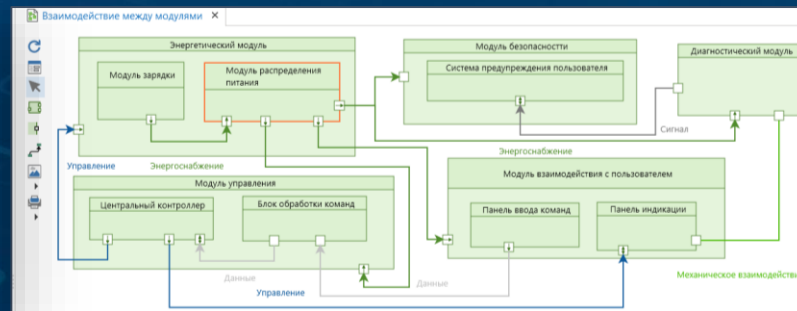 Взаимодействие между модулями
Энергетический модуль
Модуль безопасности
Диагностический модуль
Модуль зарядки
Модуль распределения
питания
Система предупреждения пользователя
Сигнал
Управление
Энергоснабжение
Энергоснабжение
Модуль управления
Модуль взаимодействия с пользователем
Центральный контроллер
Блок обработки команд
Панель ввода команд
Панель индикации
Данные
Данные
Управление
Механическое взаимодействи